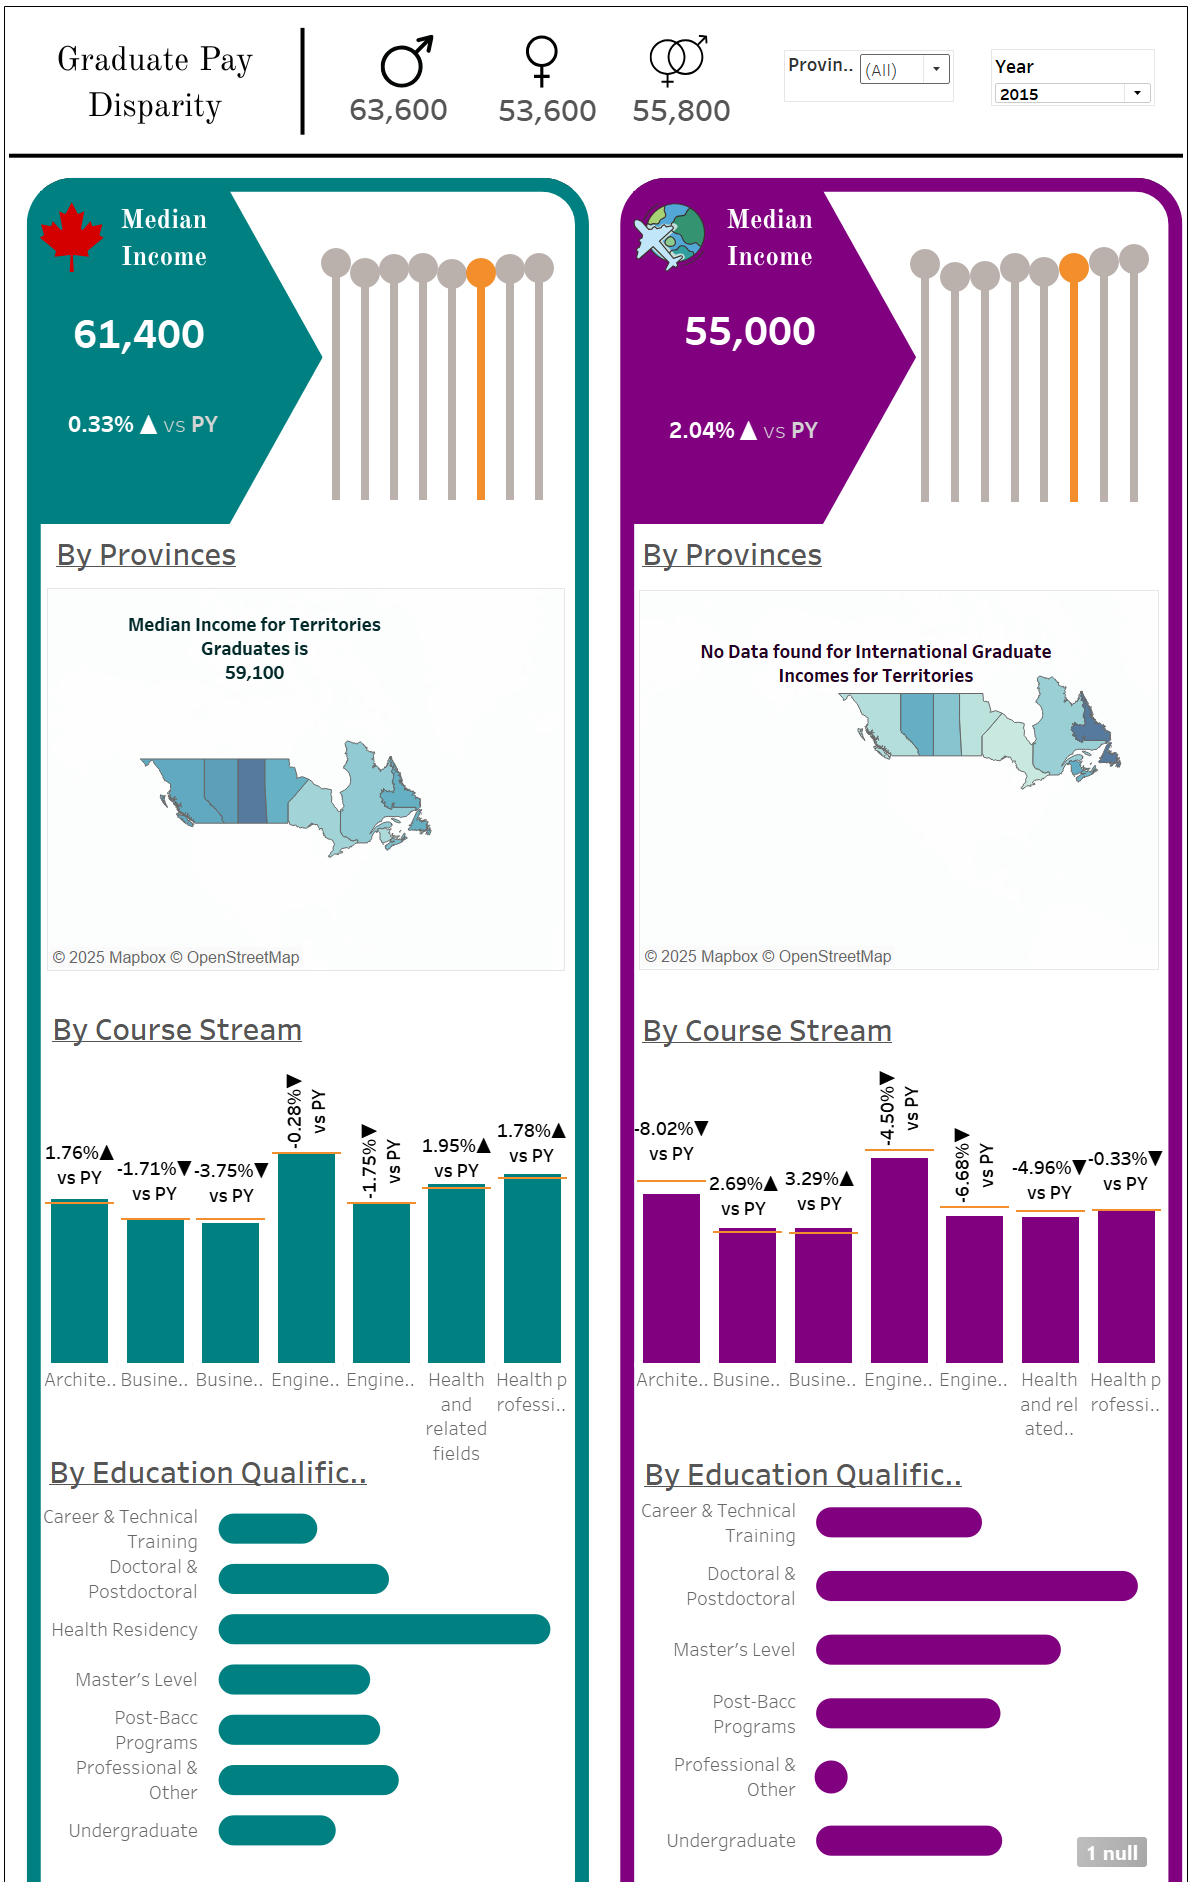 Graduate Pay
Disparity
63,600
53,600
55,800
Provin..
(All)
Year
2015
Median
Income
61,400
0.33% ▲ vs PY
By Provinces
Median Income for Territories
Graduates is
59,100
© 2025 Mapbox © OpenStreetMap
By Course Stream
1.76%▲
vs PY
-1.71%▼
vs PY
-3.75%▼
vs PY
-0.28%▼
vs PY
-1.75%▼
vs PY
1.95%▲
vs PY
1.78%▲
vs PY
Archite..
Busine..
Busine..
Engine..
Engine..
Health
and
related
fields
Health p
rofessi..
By Education Qualific..
Career & Technical
Training
Doctoral &
Postdoctoral
Health Residency
Master's Level
Post-Bacc
Programs
Professional &
Other
Undergraduate
Median
Income
55,000
2.04% ▲ vs PY
By Provinces
No Data found for International Graduate
Incomes for Territories
© 2025 Mapbox © OpenStreetMap
By Course Stream
-8.02%▼
vs PY
2.69%▲
vs PY
3.29%▲
vs PY
-4.50%▼
vs PY
-6.68%▼
vs PY
-4.96%▼
vs PY
-0.33%▼
vs PY
Archite..
Busine..
Busine..
Engine..
Engine..
Health
and rel
ated..
Health p
rofessi..
By Education Qualific..
Career & Technical
Training
Doctoral &
Postdoctoral
Master's Level
Post-Bacc
Programs
Professional &
Other
Undergraduate
1 null